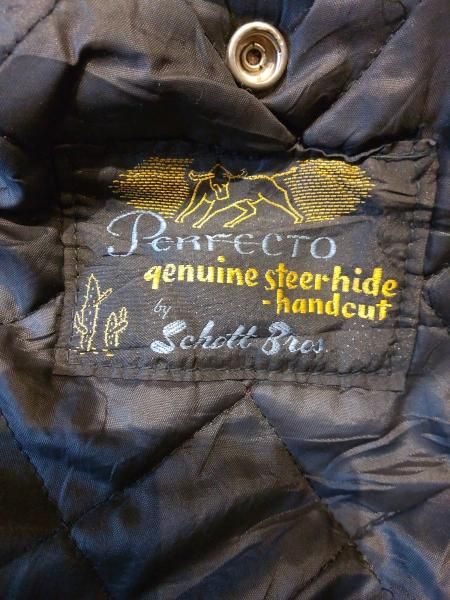 PERFECTO
genuine steerhide
-handcut
by
Schott Bros.